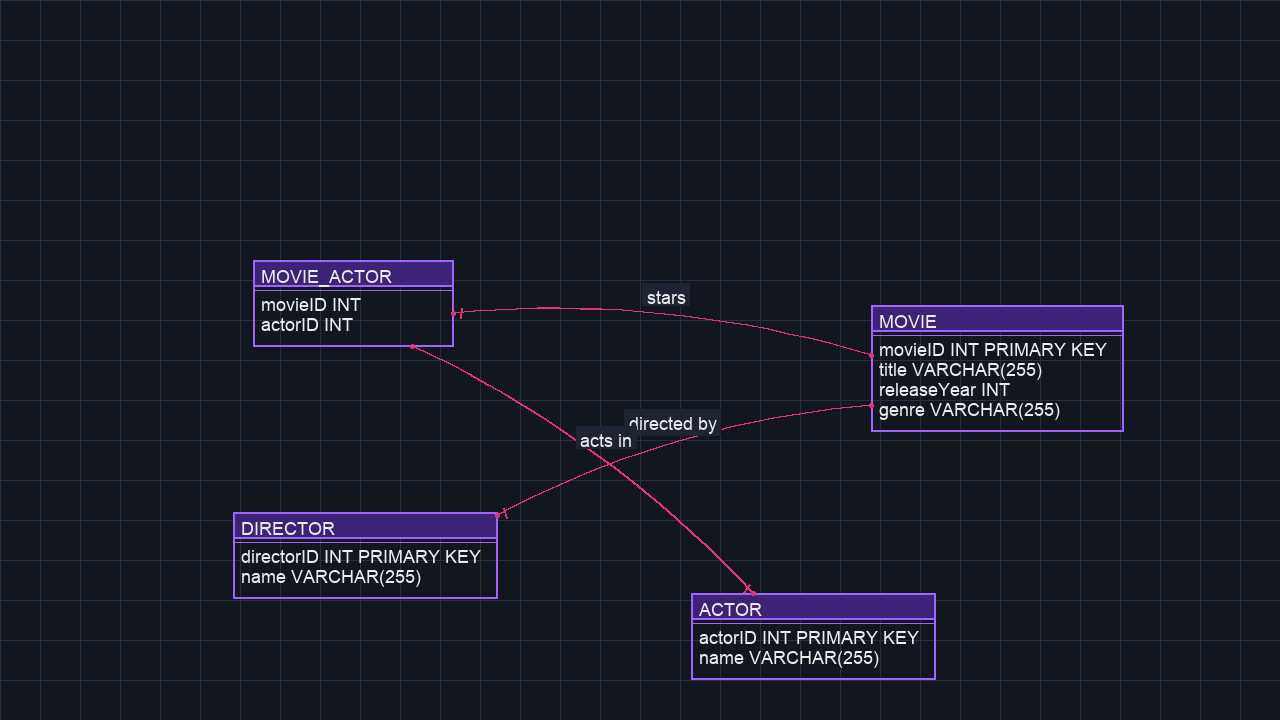 MOVIE_ACTOR
movieID INT
actorID INT
stars
MOVIE
movieID INT PRIMARY KEY
title VARCHAR(255)
releaseYear INT
genre VARCHAR(255)
directed by
acts in
DIRECTOR
directorID INT PRIMARY KEY
name VARCHAR(255)
ACTOR
actorID INT PRIMARY KEY
name VARCHAR(255)